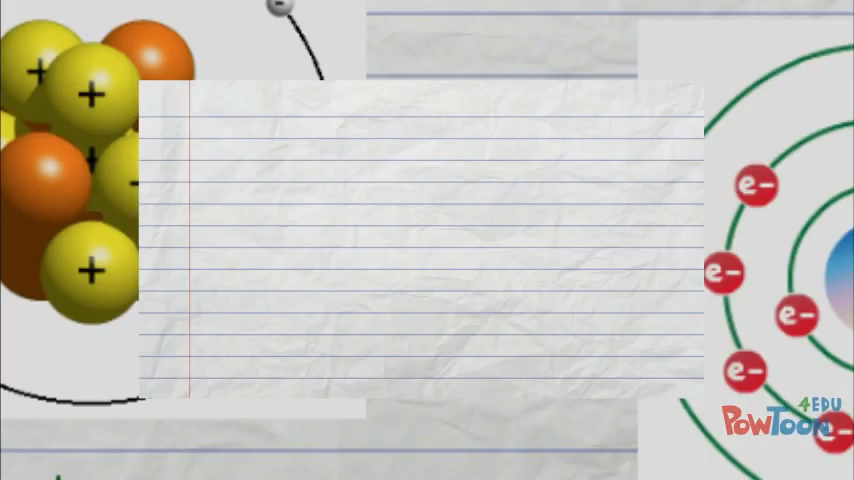 +
+
+
+
-
e-
e-
e-
e-
e-
4EDU
POWTOON